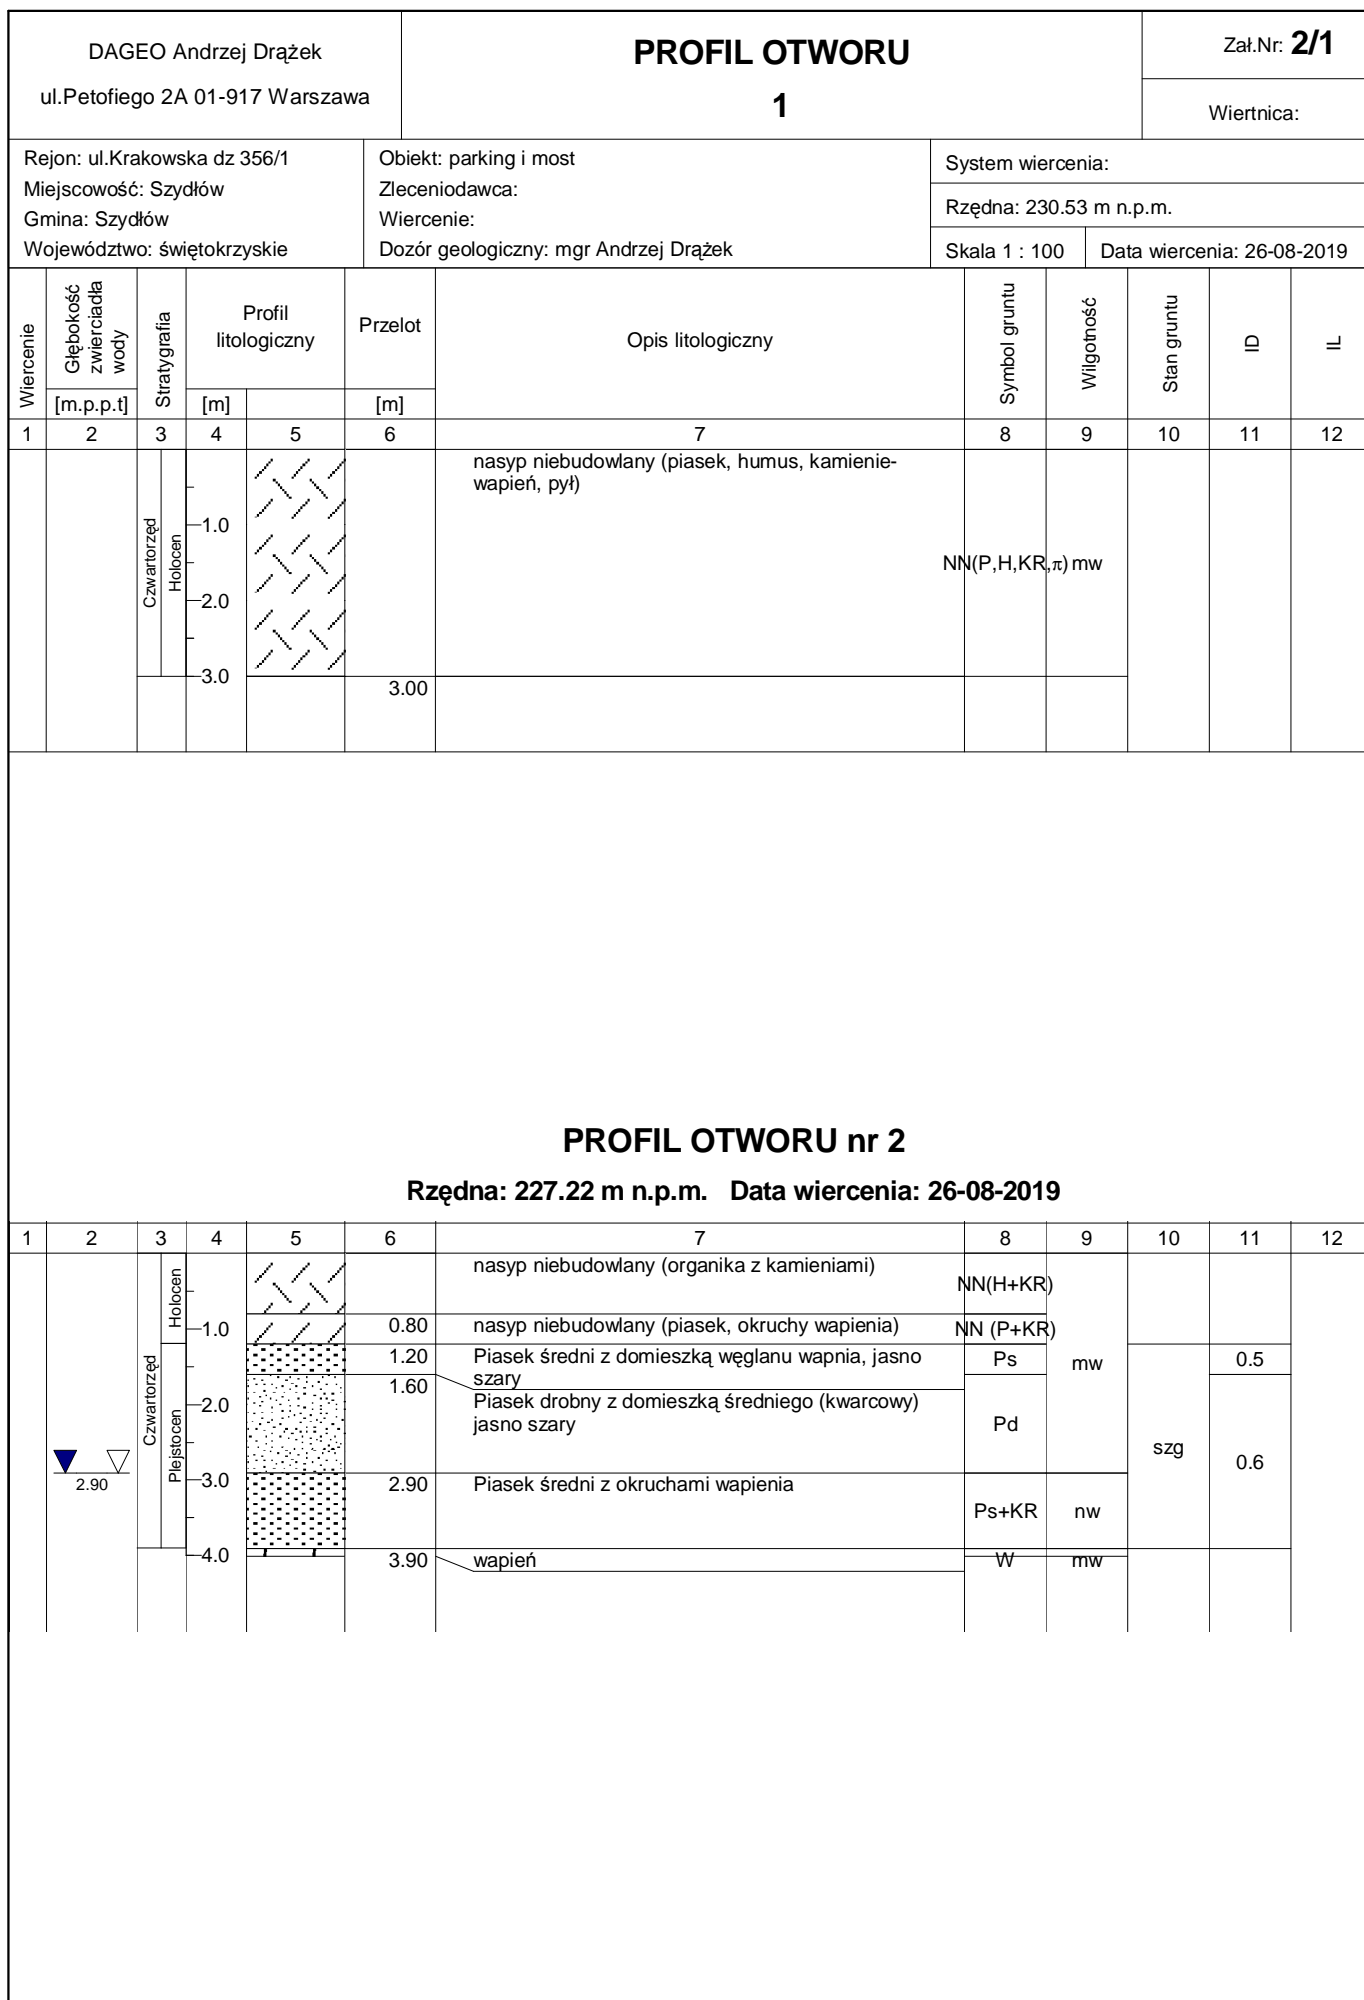 DAGEO Andrzej Drążek
ul.Petofiego 2A 01-917 Warszawa
PROFIL OTWORU
1
Zał.Nr: 2/1
Wiertnica:
Rejon: ul.Krakowska dz 356/1
Miejscowość: Szydłów
Gmina: Szydłów
Województwo: świętokrzyskie
Obiekt: parking i most
Zleceniodawca:
Wiercenie:
Dozór geologiczny: mgr Andrzej Drążek
System wiercenia:
Rzędna: 230.53 m n.p.m.
Skala 1 : 100
Data wiercenia: 26-08-2019
Wiercenie
Głębokość
zwierciadła
wody
[m.p.p.t]
Stratygrafia
Profil
litologiczny
[m]
Przelot
[m]
Opis litologiczny
Symbol gruntu
Wilgotność
Stan gruntu
ID
IL
1 2 3 4 5 6 7 8 9 10 11 12
Czwartorzęd
Holocen
1.0
2.0
3.0
3.00
nasyp niebudowlany (piasek, humus, kamienie-
wapień, pył)
NN(P,H,KR,π) mw
PROFIL OTWORU nr 2
Rzędna: 227.22 m n.p.m. Data wiercenia: 26-08-2019
1 2 3 4 5 6 7 8 9 10 11 12
2.90
Czwartorzęd
Holocen
Plejstocen
1.0
2.0
3.0
4.0
nasyp niebudowlany (organika z kamieniami)
NN(H+KR)
0.80
nasyp niebudowlany (piasek, okruchy wapienia)
NN (P+KR)
1.20
Piasek średni z domieszką węglanu wapnia, jasno
szary
Ps
mw
0.5
1.60
Piasek drobny z domieszką średniego (kwarcowy)
jasno szary
Pd
szg
0.6
2.90
Piasek średni z okruchami wapienia
Ps+KR
nw
3.90
wapień
W
mw